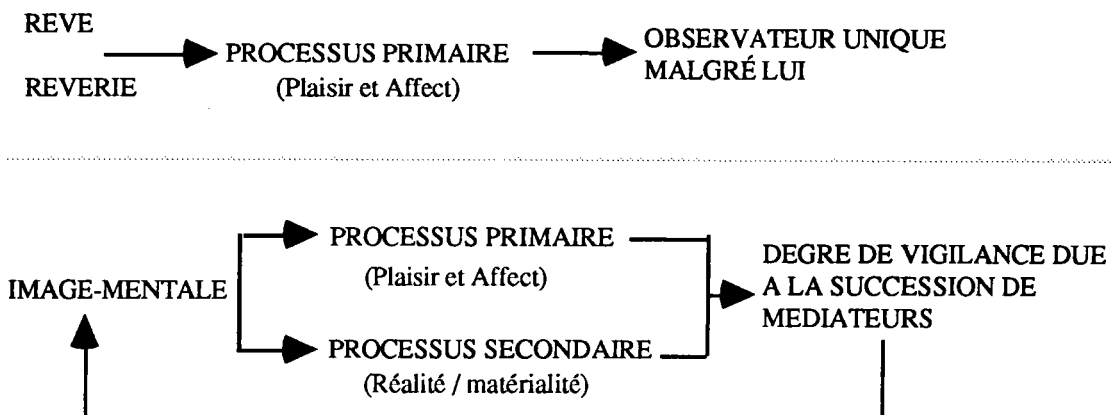 REVE
REVERIE
PROCESSUS PRIMAIRE
(Plaisir et Affect)
OBSERVATEUR UNIQUE
MALGRÉ LUI
IMAGE-MENTALE
PROCESSUS PRIMAIRE
(Plaisir et Affect)
PROCESSUS SECONDAIRE
(Réalité / matérialité)
DEGRE DE VIGILANCE DUE
A LA SUCCESSION DE
MEDIATEURS